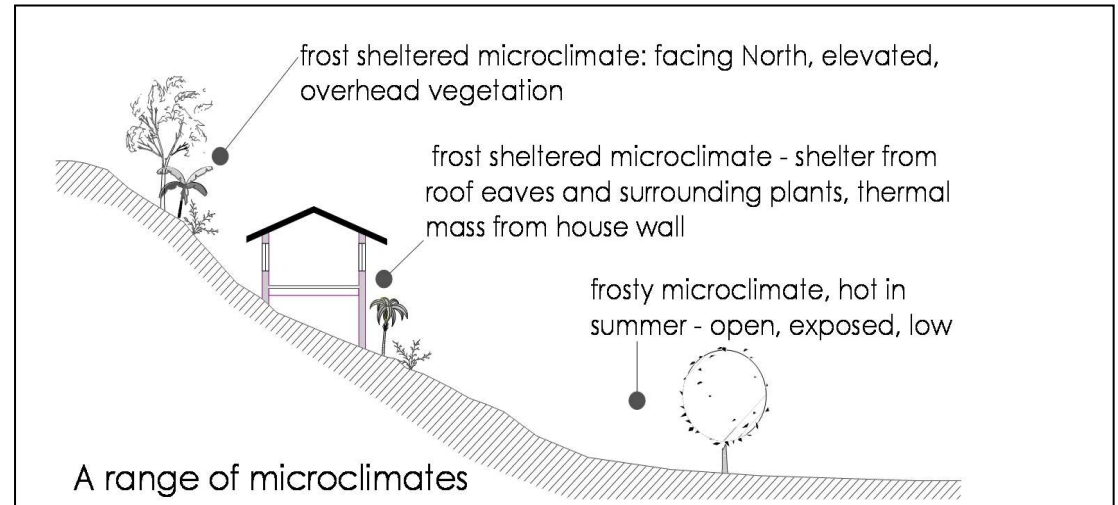 frost sheltered microclimate: facing North, elevated,
overhead vegetation
frost sheltered microclimate - shelter from
roof eaves and surrounding plants, thermal
mass from house wall
frosty microclimate, hot in
summer - open, exposed, low
A range of microclimates